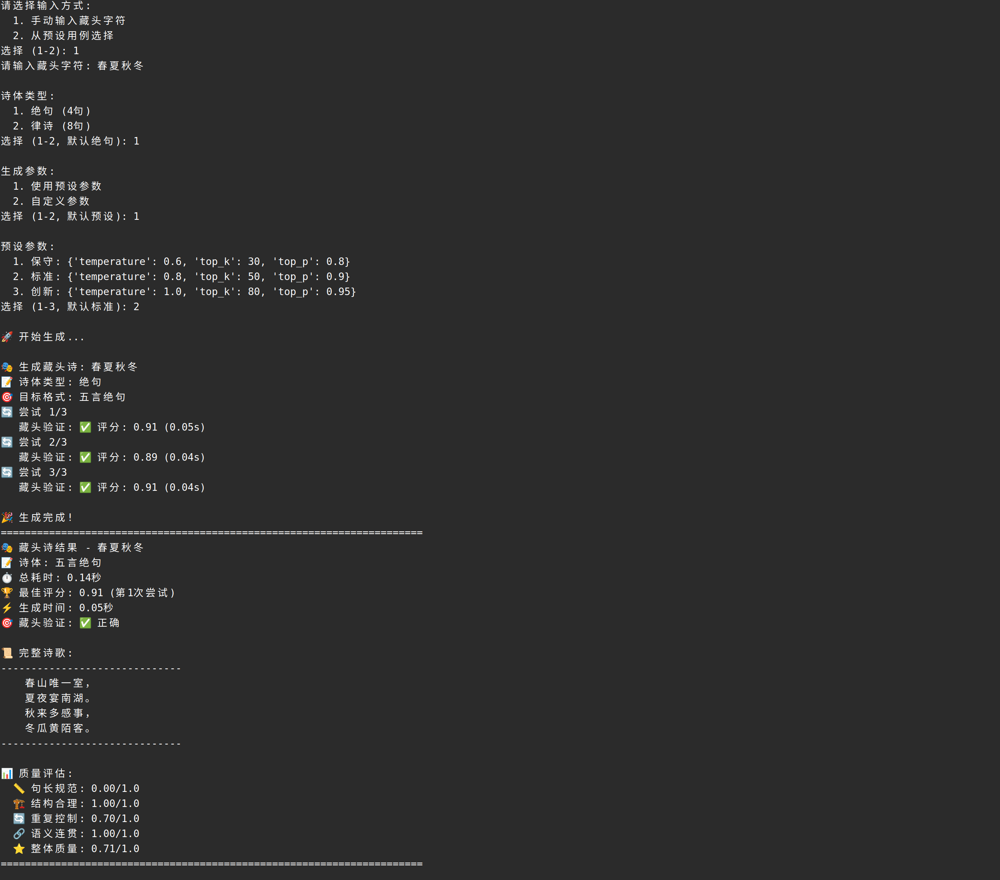 请选择输入方式:
  1. 手动输入藏头字符
  2. 从预设用例选择
选择 (1-2): 1
请输入藏头字符: 春夏秋冬

诗体类型:
  1. 绝句 (4句)
  2. 律诗 (8句)
选择 (1-2, 默认绝句): 1

生成参数:
  1. 使用预设参数
  2. 自定义参数
选择 (1-2, 默认预设): 1

预设参数:
  1. 保守: {'temperature': 0.6, 'top_k': 30, 'top_p': 0.8}
  2. 标准: {'temperature': 0.8, 'top_k': 50, 'top_p': 0.9}
  3. 创新: {'temperature': 1.0, 'top_k': 80, 'top_p': 0.95}
选择 (1-3, 默认标准): 2

🚀 开始生成...

🎭 生成藏头诗: 春夏秋冬
📝 诗体类型: 绝句
🎯 目标格式: 五言绝句
🔄 尝试 1/3
   藏头验证: ✅ 评分: 0.91 (0.05s)
🔄 尝试 2/3
   藏头验证: ✅ 评分: 0.89 (0.04s)
🔄 尝试 3/3
   藏头验证: ✅ 评分: 0.91 (0.04s)

🎉 生成完成!
======================================================================
🎭 藏头诗结果 - 春夏秋冬
📝 诗体: 五言绝句
⏱️ 总耗时: 0.14秒
🏆 最佳评分: 0.91 (第1次尝试)
⚡ 生成时间: 0.05秒
🎯 藏头验证: ✅ 正确

📜 完整诗歌:
------------------------------
    春山唯一室，
    夏夜宴南湖。
    秋来多感事，
    冬瓜黄陌客。
------------------------------

📊 质量评估:
  📏 句长规范: 0.00/1.0
  🏗️ 结构合理: 1.00/1.0
  🔄 重复控制: 0.70/1.0
  🔗 语义连贯: 1.00/1.0
  ⭐ 整体质量: 0.71/1.0
======================================================================